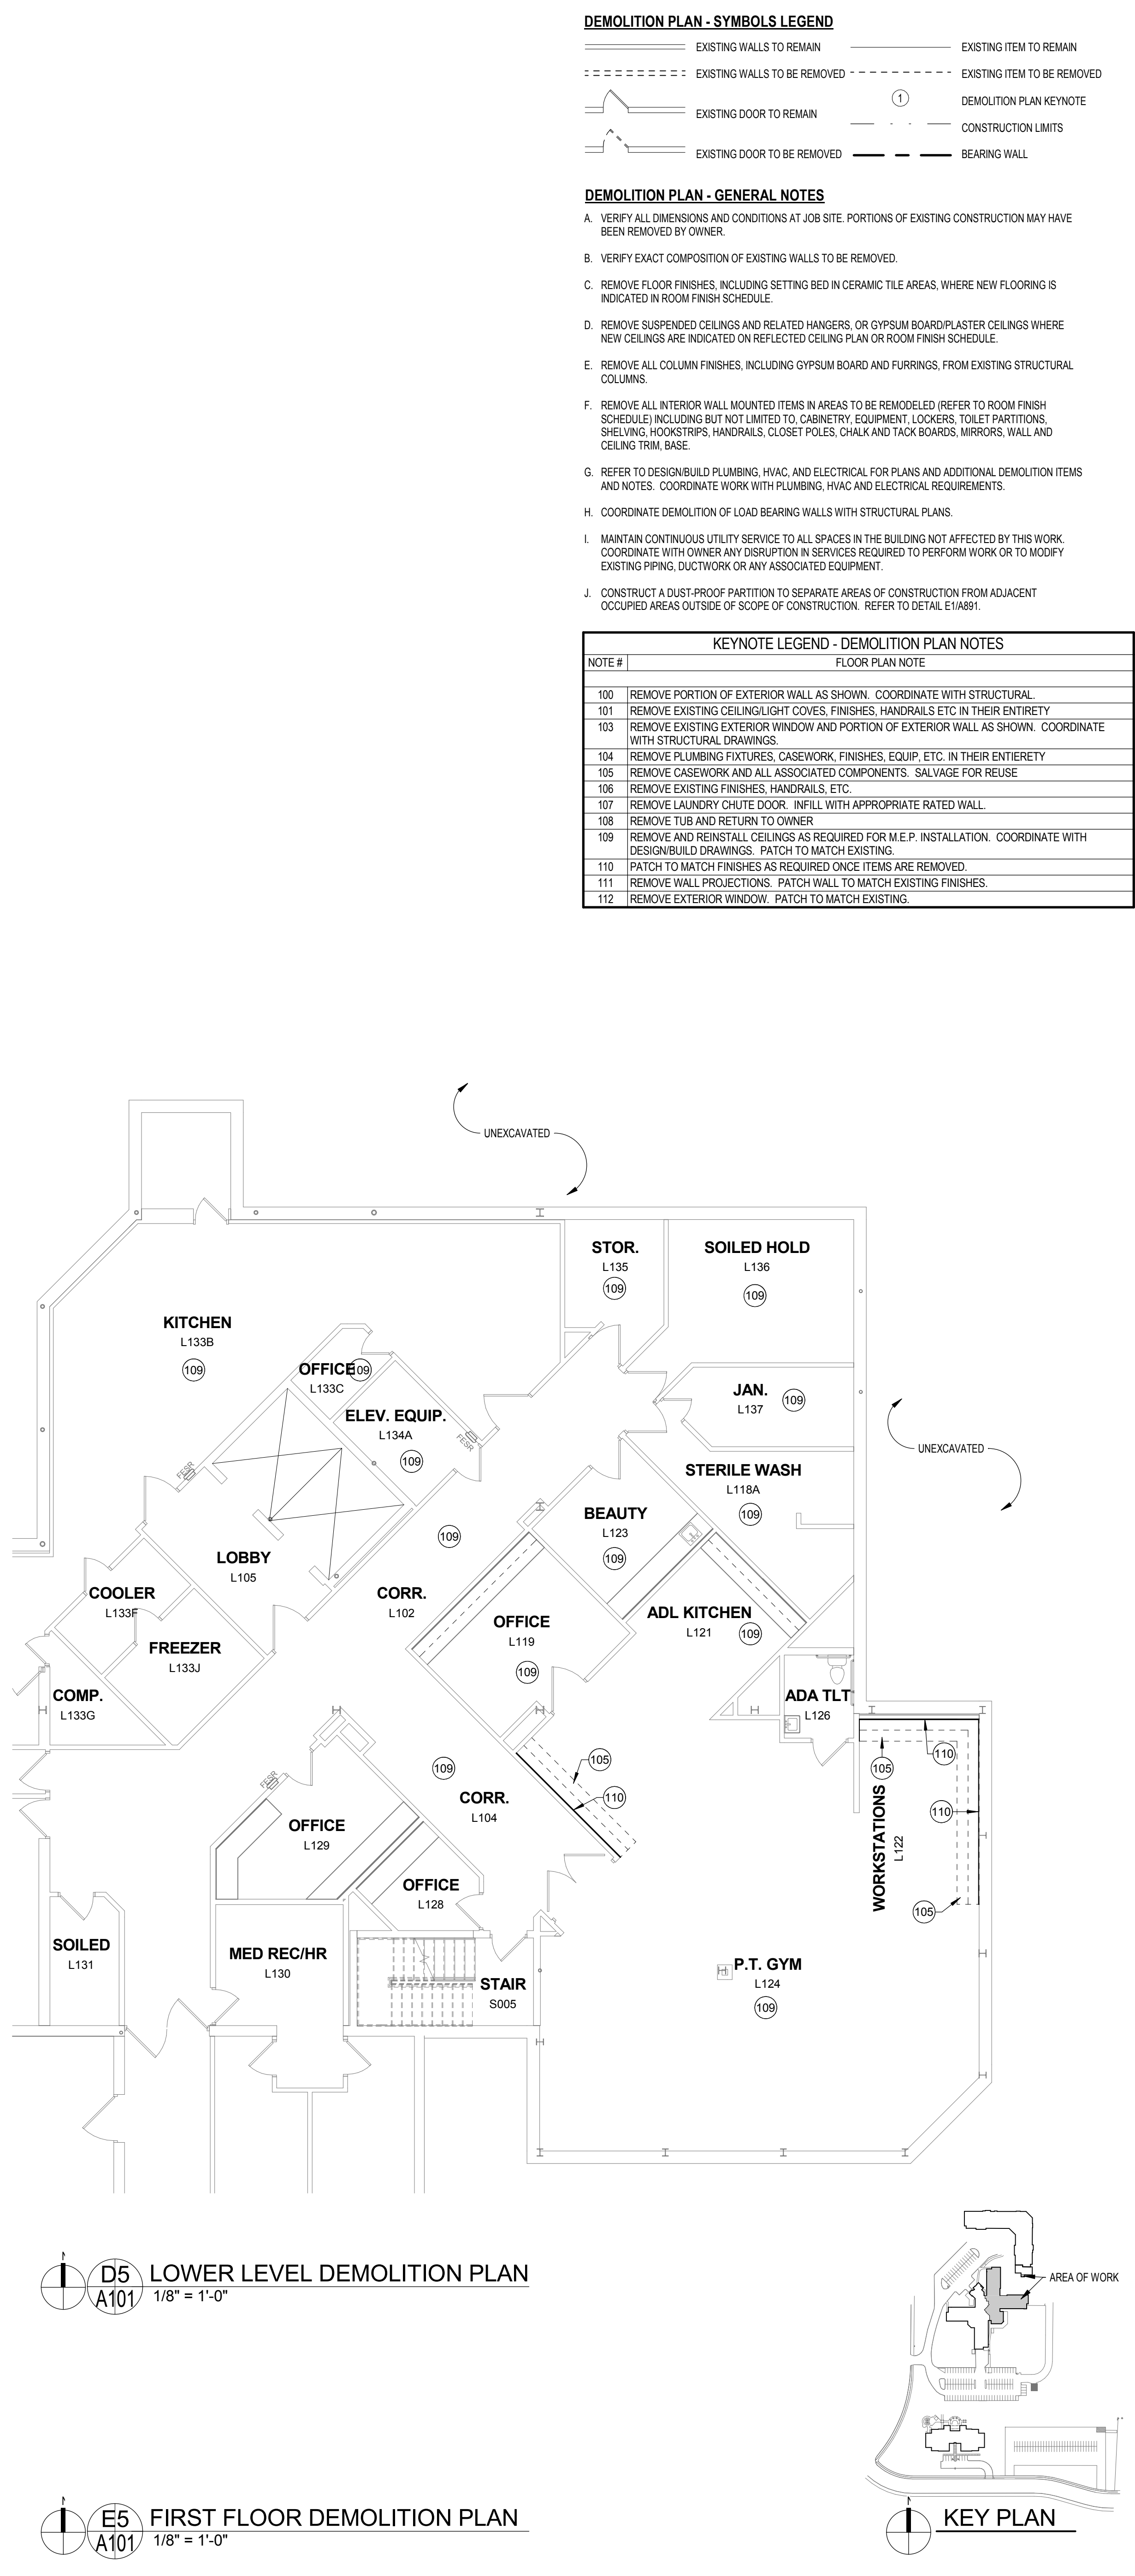 DEMOLITION PLAN - SYMBOLS LEGEND
EXISTING WALLS TO REMAIN
EXISTING ITEM TO REMAIN
EXISTING WALLS TO BE REMOVED
EXISTING ITEM TO BE REMOVED
1
DEMOLITION PLAN KEYNOTE
EXISTING DOOR TO REMAIN
CONSTRUCTION LIMITS
EXISTING DOOR TO BE REMOVED
BEARING WALL
DEMOLITION PLAN - GENERAL NOTES
A. VERIFY ALL DIMENSIONS AND CONDITIONS AT JOB SITE. PORTIONS OF EXISTING CONSTRUCTION MAY HAVE
BEEN REMOVED BY OWNER.
B. VERIFY EXACT COMPOSITION OF EXISTING WALLS TO BE REMOVED.
C. REMOVE FLOOR FINISHES, INCLUDING SETTING BED IN CERAMIC TILE AREAS, WHERE NEW FLOORING IS
INDICATED IN ROOM FINISH SCHEDULE.
D. REMOVE SUSPENDED CEILINGS AND RELATED HANGERS, OR GYPSUM BOARD/PLASTER CEILINGS WHERE
NEW CEILINGS ARE INDICATED ON REFLECTED CEILING PLAN OR ROOM FINISH SCHEDULE.
E. REMOVE ALL COLUMN FINISHES, INCLUDING GYPSUM BOARD AND FURRINGS, FROM EXISTING STRUCTURAL
COLUMNS.
F. REMOVE ALL INTERIOR WALL MOUNTED ITEMS IN AREAS TO BE REMODELED (REFER TO ROOM FINISH
SCHEDULE) INCLUDING BUT NOT LIMITED TO, CABINETRY, EQUIPMENT, LOCKERS, TOILET PARTITIONS,
SHELVING, HOOKSTRIPS, HANDRAILS, CLOSET POLES, CHALK AND TACK BOARDS, MIRRORS, WALL AND
CEILING TRIM, BASE.
G. REFER TO DESIGN/BUILD PLUMBING, HVAC, AND ELECTRICAL FOR PLANS AND ADDITIONAL DEMOLITION ITEMS
AND NOTES. COORDINATE WORK WITH PLUMBING, HVAC AND ELECTRICAL REQUIREMENTS.
H. COORDINATE DEMOLITION OF LOAD BEARING WALLS WITH STRUCTURAL PLANS.
I. MAINTAIN CONTINUOUS UTILITY SERVICE TO ALL SPACES IN THE BUILDING NOT AFFECTED BY THIS WORK.
COORDINATE WITH OWNER ANY DISRUPTION IN SERVICES REQUIRED TO PERFORM WORK OR TO MODIFY
EXISTING PIPING, DUCTWORK OR ANY ASSOCIATED EQUIPMENT.
J. CONSTRUCT A DUST-PROOF PARTITION TO SEPARATE AREAS OF CONSTRUCTION FROM ADJACENT
OCCUPIED AREAS OUTSIDE OF SCOPE OF CONSTRUCTION. REFER TO DETAIL E1/A891.
KEYNOTE LEGEND - DEMOLITION PLAN NOTES
NOTE # FLOOR PLAN NOTE
100 REMOVE PORTION OF EXTERIOR WALL AS SHOWN. COORDINATE WITH STRUCTURAL.
101 REMOVE EXISTING CEILING/LIGHT COVES, FINISHES, HANDRAILS ETC IN THEIR ENTIRETY
103 REMOVE EXISTING EXTERIOR WINDOW AND PORTION OF EXTERIOR WALL AS SHOWN. COORDINATE
WITH STRUCTURAL DRAWINGS.
104 REMOVE PLUMBING FIXTURES, CASEWORK, FINISHES, EQUIP, ETC. IN THEIR ENTIERETY
105 REMOVE CASEWORK AND ALL ASSOCIATED COMPONENTS. SALVAGE FOR REUSE
106 REMOVE EXISTING FINISHES, HANDRAILS, ETC.
107 REMOVE LAUNDRY CHUTE DOOR. INFILL WITH APPROPRIATE RATED WALL.
108 REMOVE TUB AND RETURN TO OWNER
109 REMOVE AND REINSTALL CEILINGS AS REQUIRED FOR M.E.P. INSTALLATION. COORDINATE WITH
DESIGN/BUILD DRAWINGS. PATCH TO MATCH EXISTING.
110 PATCH TO MATCH FINISHES AS REQUIRED ONCE ITEMS ARE REMOVED.
111 REMOVE WALL PROJECTIONS. PATCH WALL TO MATCH EXISTING FINISHES.
112 REMOVE EXTERIOR WINDOW. PATCH TO MATCH EXISTING.
UNEXCAVATED
STOR.
L135
109
SOILED HOLD
L136
109
KITCHEN
L133B
109
OFFICE
L133C
109
ELEV. EQUIP.
L134A
109
FESR
JAN.
L137
109
UNEXCAVATED
FESR
STERILE WASH
L118A
109
BEAUTY
L123
109
109
LOBBY
L105
CORR.
L102
COOLER
L133F
FREEZER
L133J
OFFICE
L119
109
ADL KITCHEN
L121
109
COMP.
L133G
ADA TLT
L126
FESR
109
105
110
CORR.
L104
110
105
110
WORKSTATIONS
L122
105
OFFICE
L129
OFFICE
L128
SOILED
L131
MED REC/HR
L130
STAIR
S005
P.T. GYM
L124
109
D5
A101
LOWER LEVEL DEMOLITION PLAN
1/8" = 1'-0"
AREA OF WORK
E5
A101
FIRST FLOOR DEMOLITION PLAN
1/8" = 1'-0"
KEY PLAN